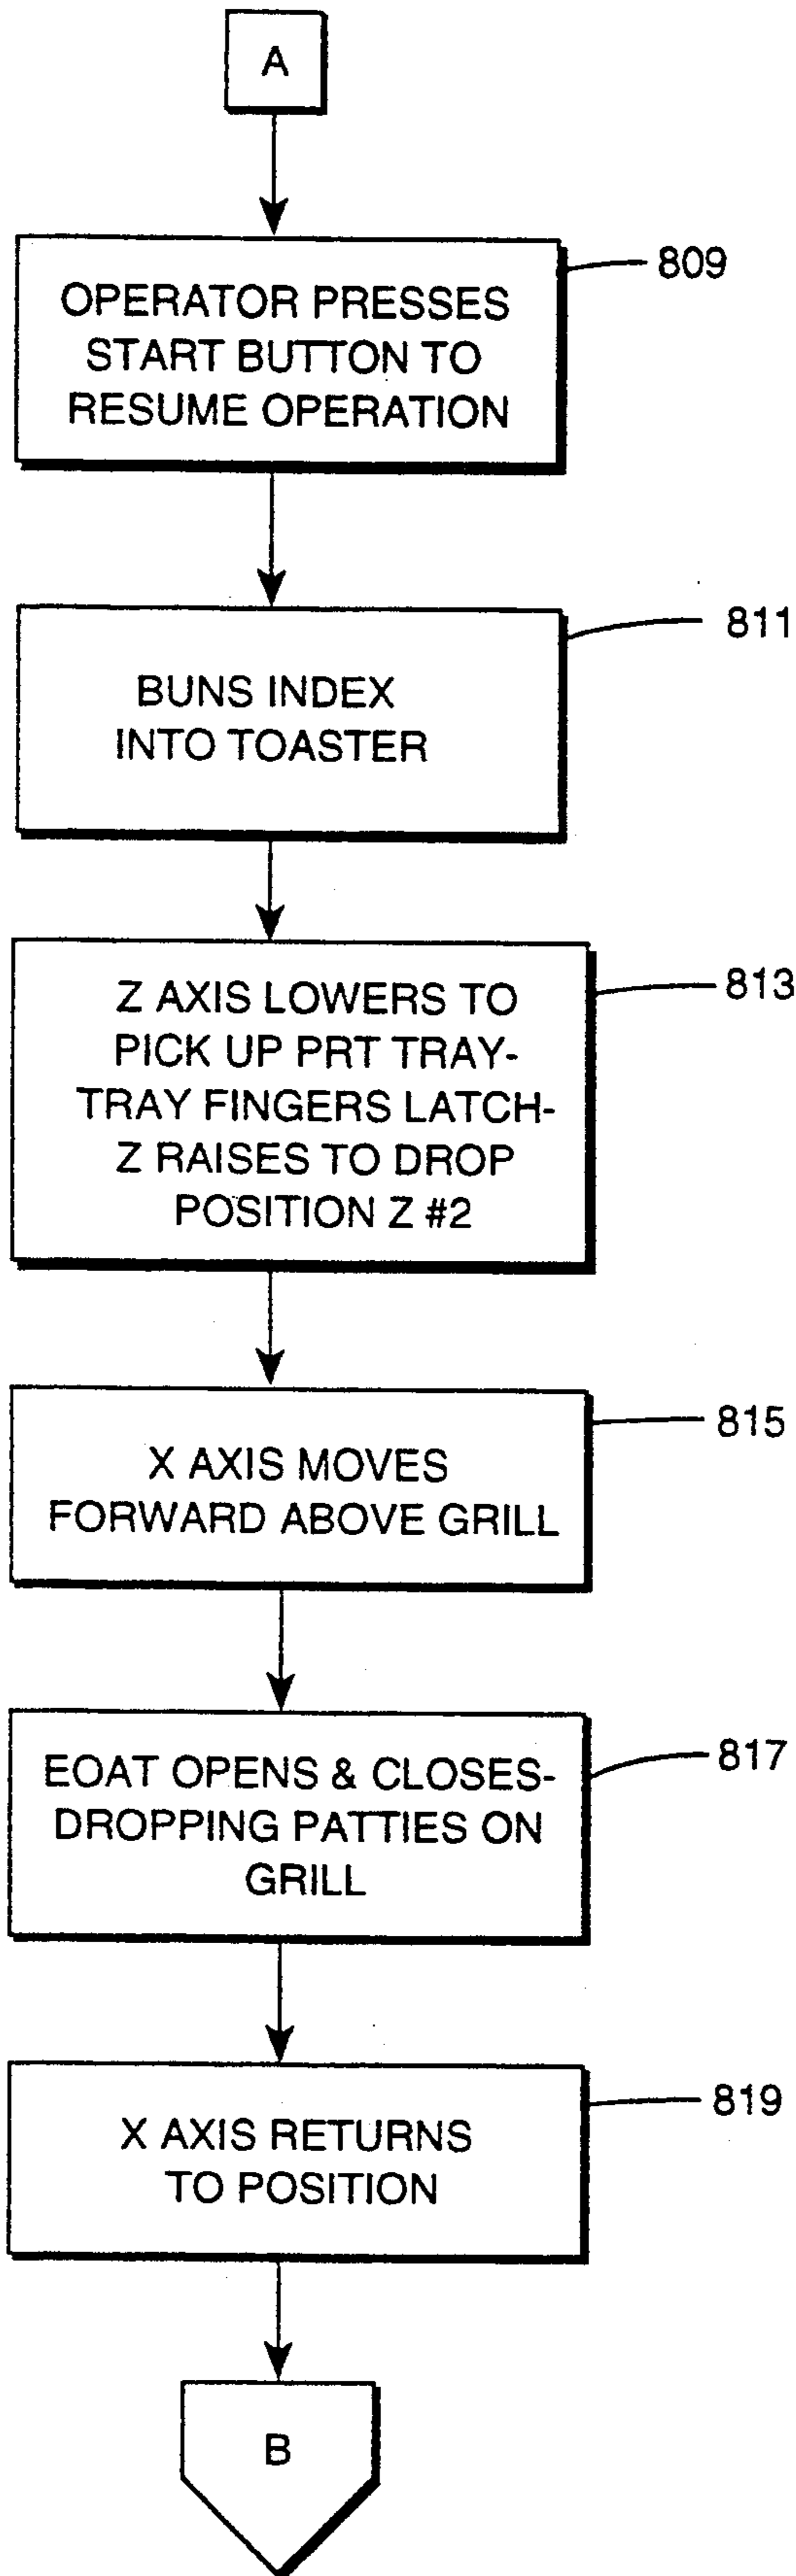 A
OPERATOR PRESSES
START BUTTON TO
RESUME OPERATION
809
BUNS INDEX
INTO TOASTER
811
Z AXIS LOWERS TO
PICK UP PRT TRAY-
TRAY FINGERS LATCH-
Z RAISES TO DROP
POSITION Z #2
813
X AXIS MOVES
FORWARD ABOVE GRILL
815
EOAT OPENS & CLOSES-
DROPPING PATTIES ON
GRILL
817
X AXIS RETURNS
TO POSITION
819
B